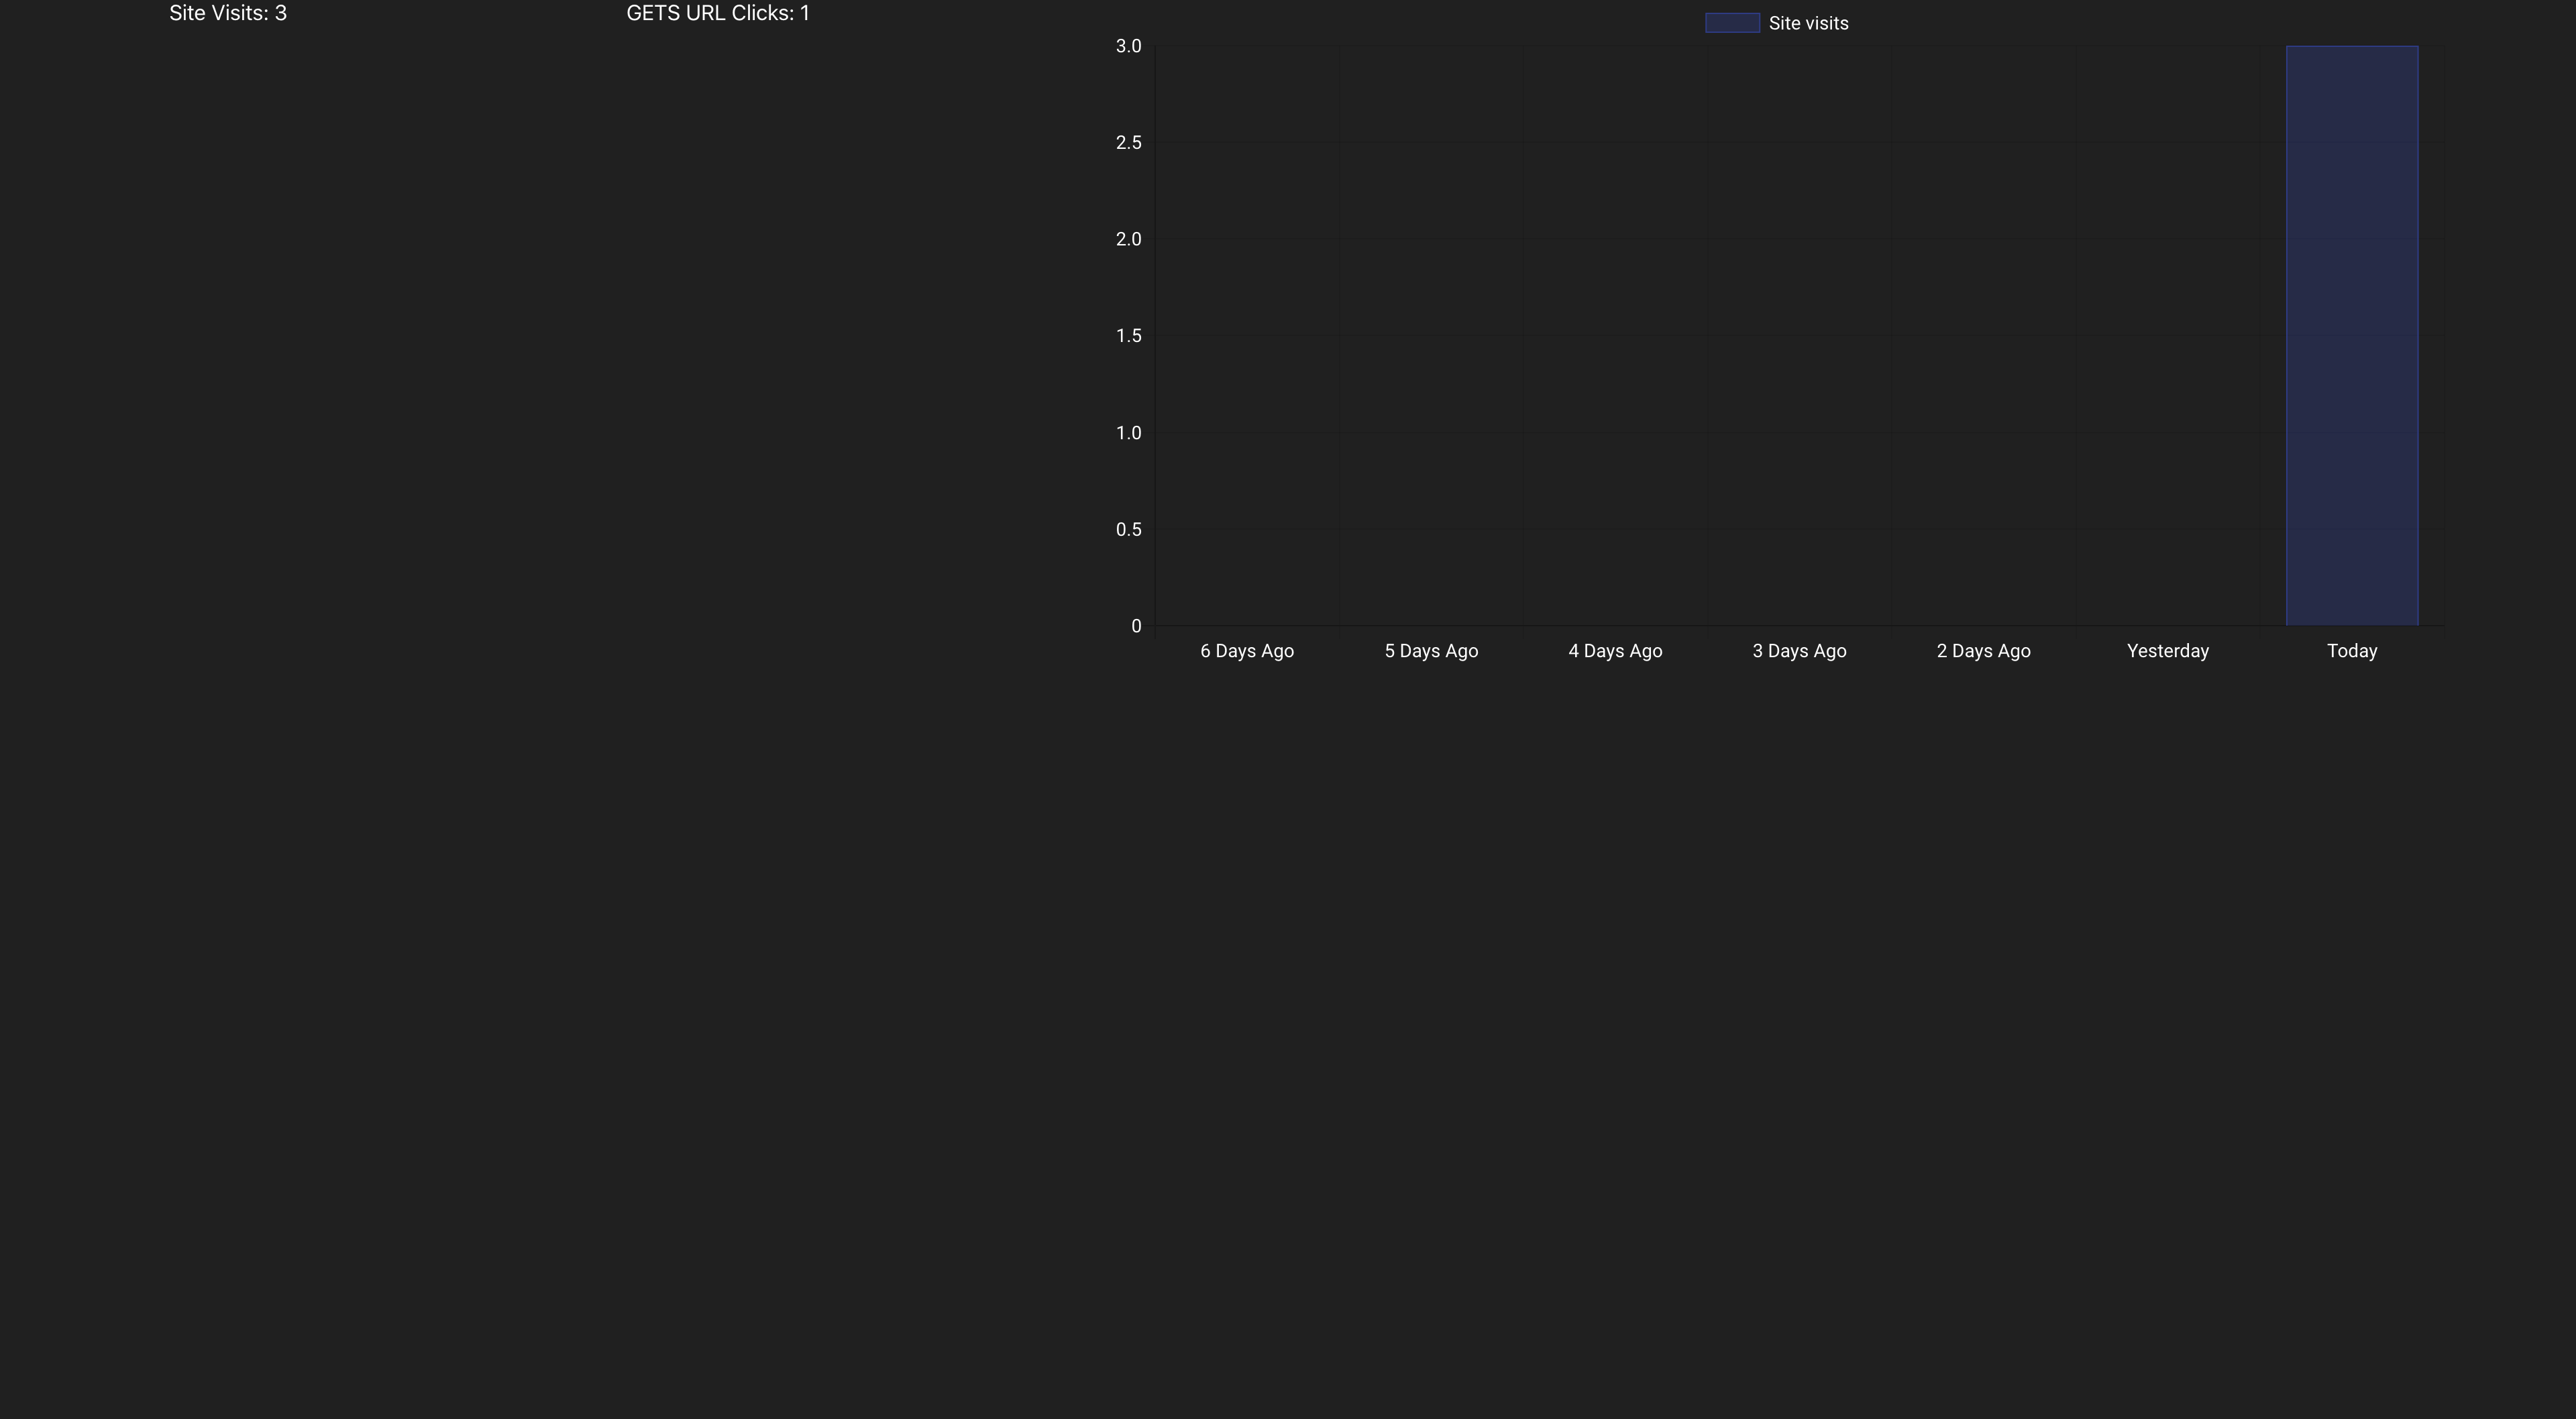 Site Visits: 3
GETS URL Clicks: 1
Site visits
3.0
2.5
2.0
1.5
1.0
0.5
0
6 Days Ago
5 Days Ago
4 Days Ago
3 Days Ago
2 Days Ago
Yesterday
Today